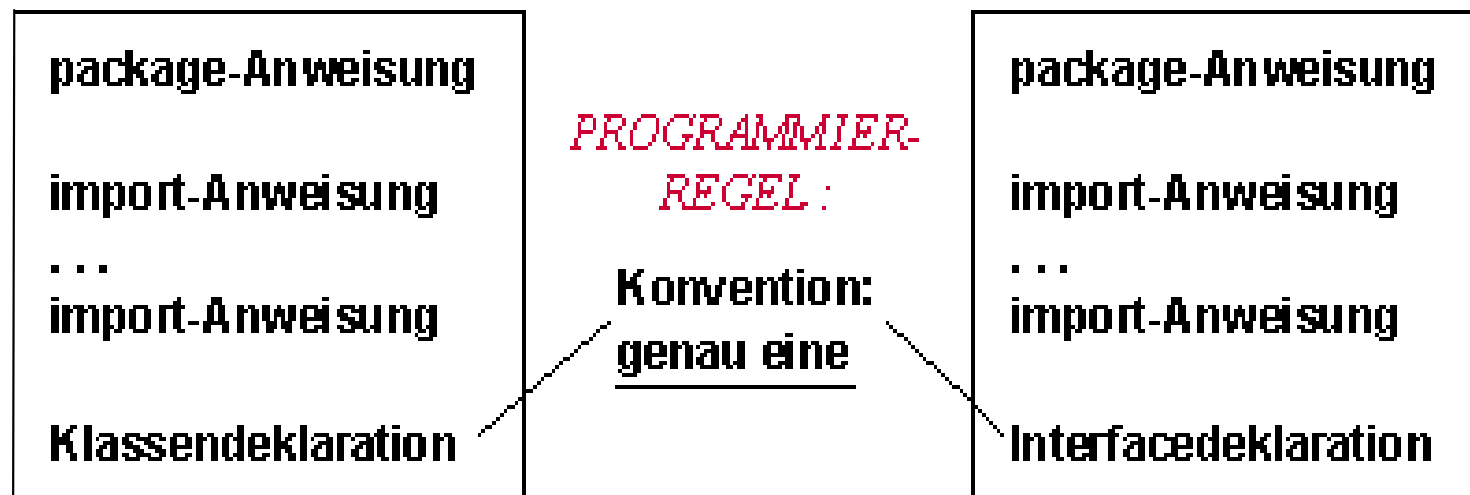 package-Anweisung
import-Anweisung
. . .
import-Anweisung
Klassendeklaration
PROGRAMMIER-
REGEL :
Konvention:
genau eine
package-Anweisung
import-Anweisung
. . .
import-Anweisung
Interfacedeklaration